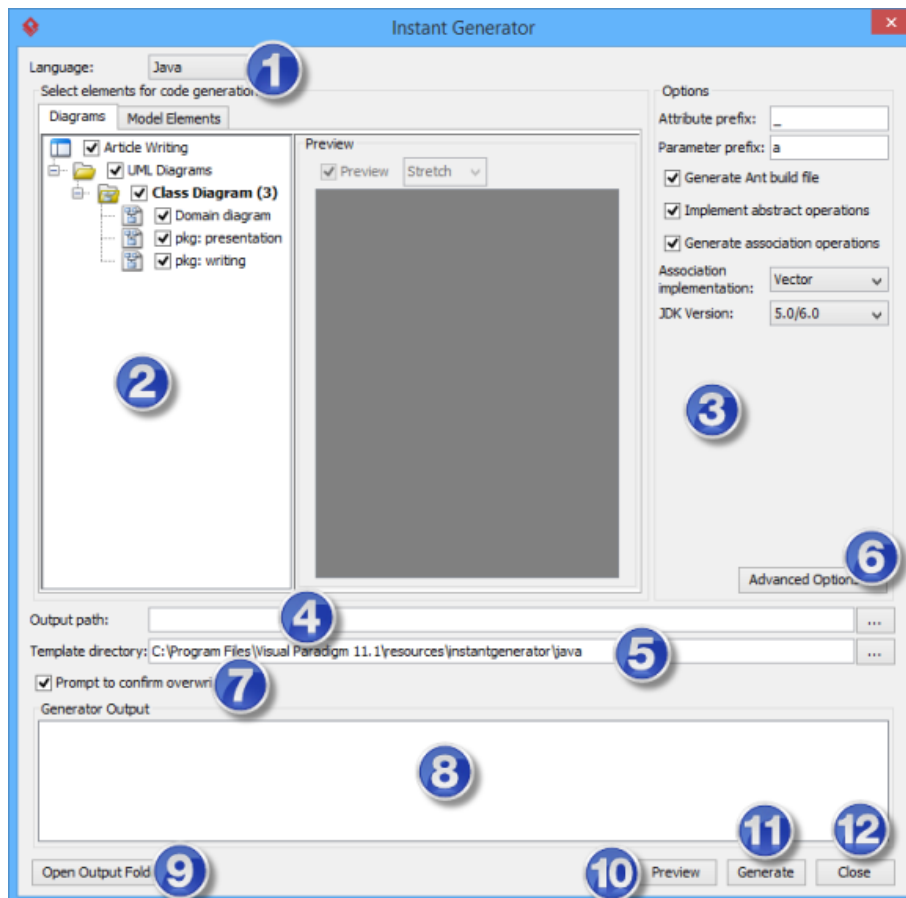 Instant Generator
Language:
Java
1
Select elements for code generation
Diagrams
Model Elements
Article Writing
UML Diagrams
Class Diagram (3)
Domain diagram
pkg: presentation
pkg: writing
2
Preview
Preview
Stretch
Options
Attribute prefix:
_
Parameter prefix:
a
Generate Ant build file
Implement abstract operations
Generate association operations
Association
implementation:
Vector
JDK Version:
5.0/6.0
3
6
Advanced Option
Output path:
4
...
Template directory:
C:\Program Files\Visual Paradigm 11.1\resources\instantgenerator\java
5
...
Prompt to confirm overwri
7
Generator Output
8
Open Output Fold
9
10
Preview
11
Generate
12
Close